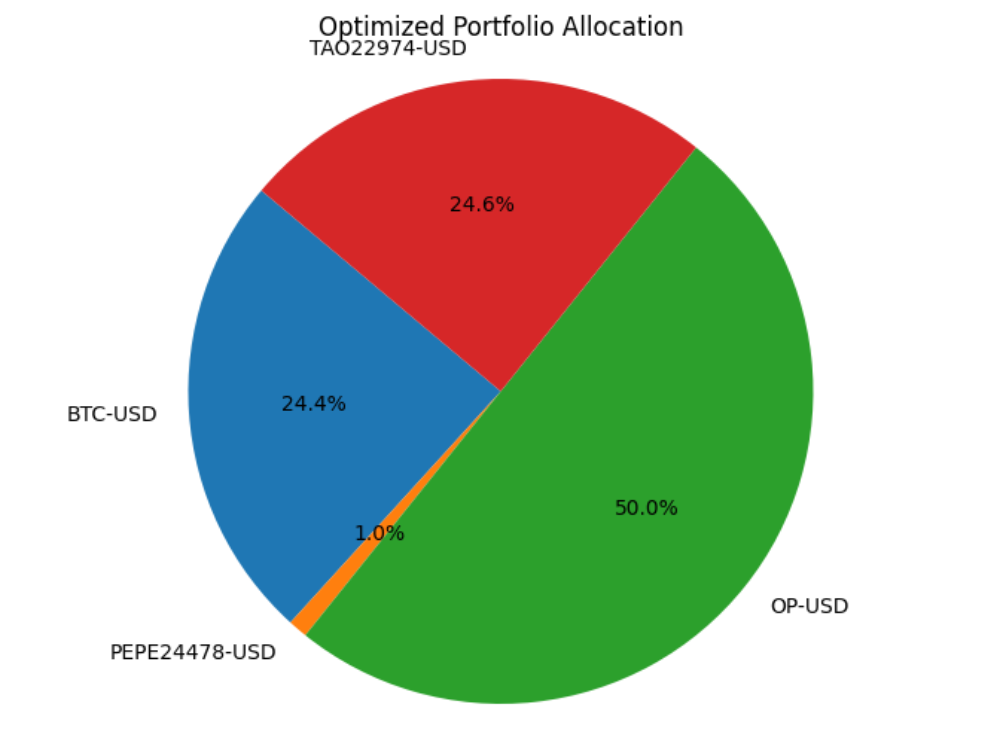 Optimized Portfolio Allocation
TAO22974-USD
24.6%
BTC-USD
24.4%
1.0%
50.0%
OP-USD
PEPE24478-USD